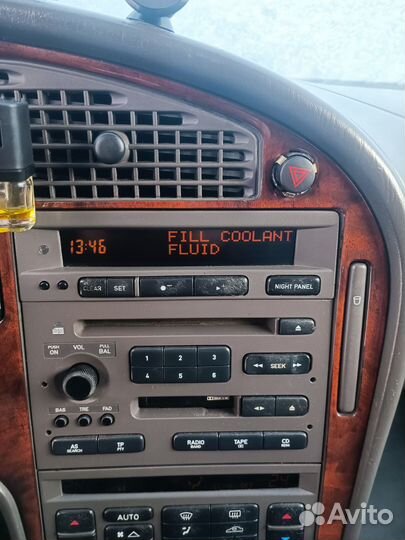 13:46
FILL COOLANT
FLUID
CLEAR
SET
NIGHT PANEL
PUSH
ON
VOL
PULL
BAL
1 2 3
4 5 6
SEEK
BAS TRE FAD
AS
SEARCH
TP
PTY
RADIO
BAND
TAPE
CD
AUTO
Avito